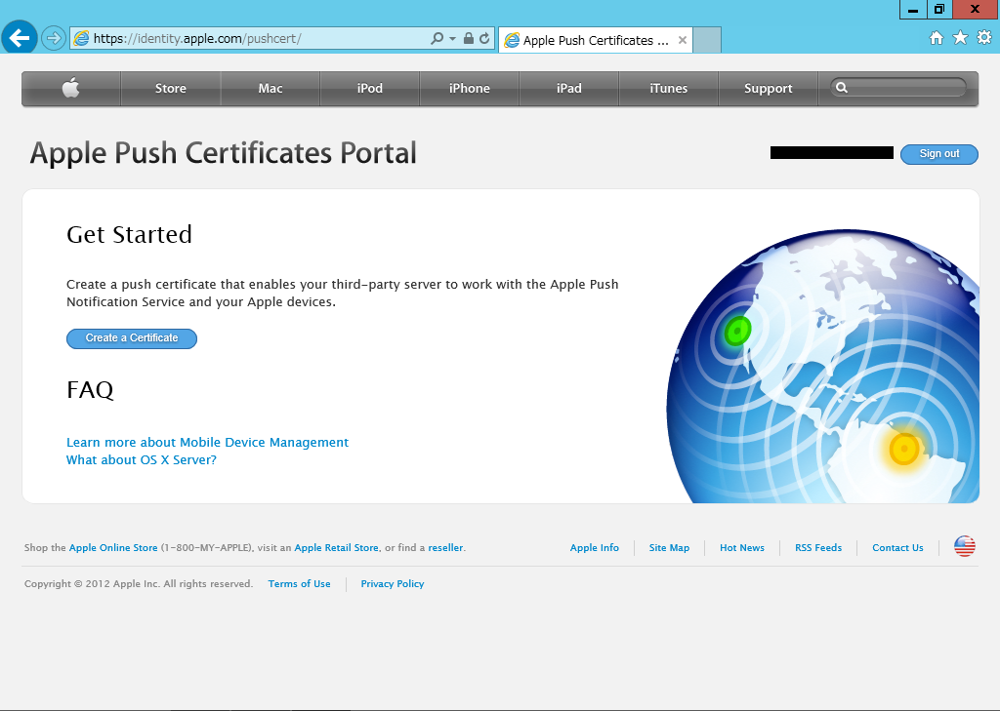 https://identity.apple.com/pushcert/
Apple Push Certificates ...
Store
Mac
iPod
iPhone
iPad
iTunes
Support
Apple Push Certificates Portal
Sign out
Get Started
Create a push certificate that enables your third-party server to work with the Apple Push
Notification Service and your Apple devices.
Create a Certificate
FAQ
Learn more about Mobile Device Management
What about OS X Server?
Shop the Apple Online Store (1-800-MY-APPLE), visit an Apple Retail Store, or find a reseller.
Apple Info
Site Map
Hot News
RSS Feeds
Contact Us
Copyright © 2012 Apple Inc. All rights reserved.
Terms of Use
Privacy Policy